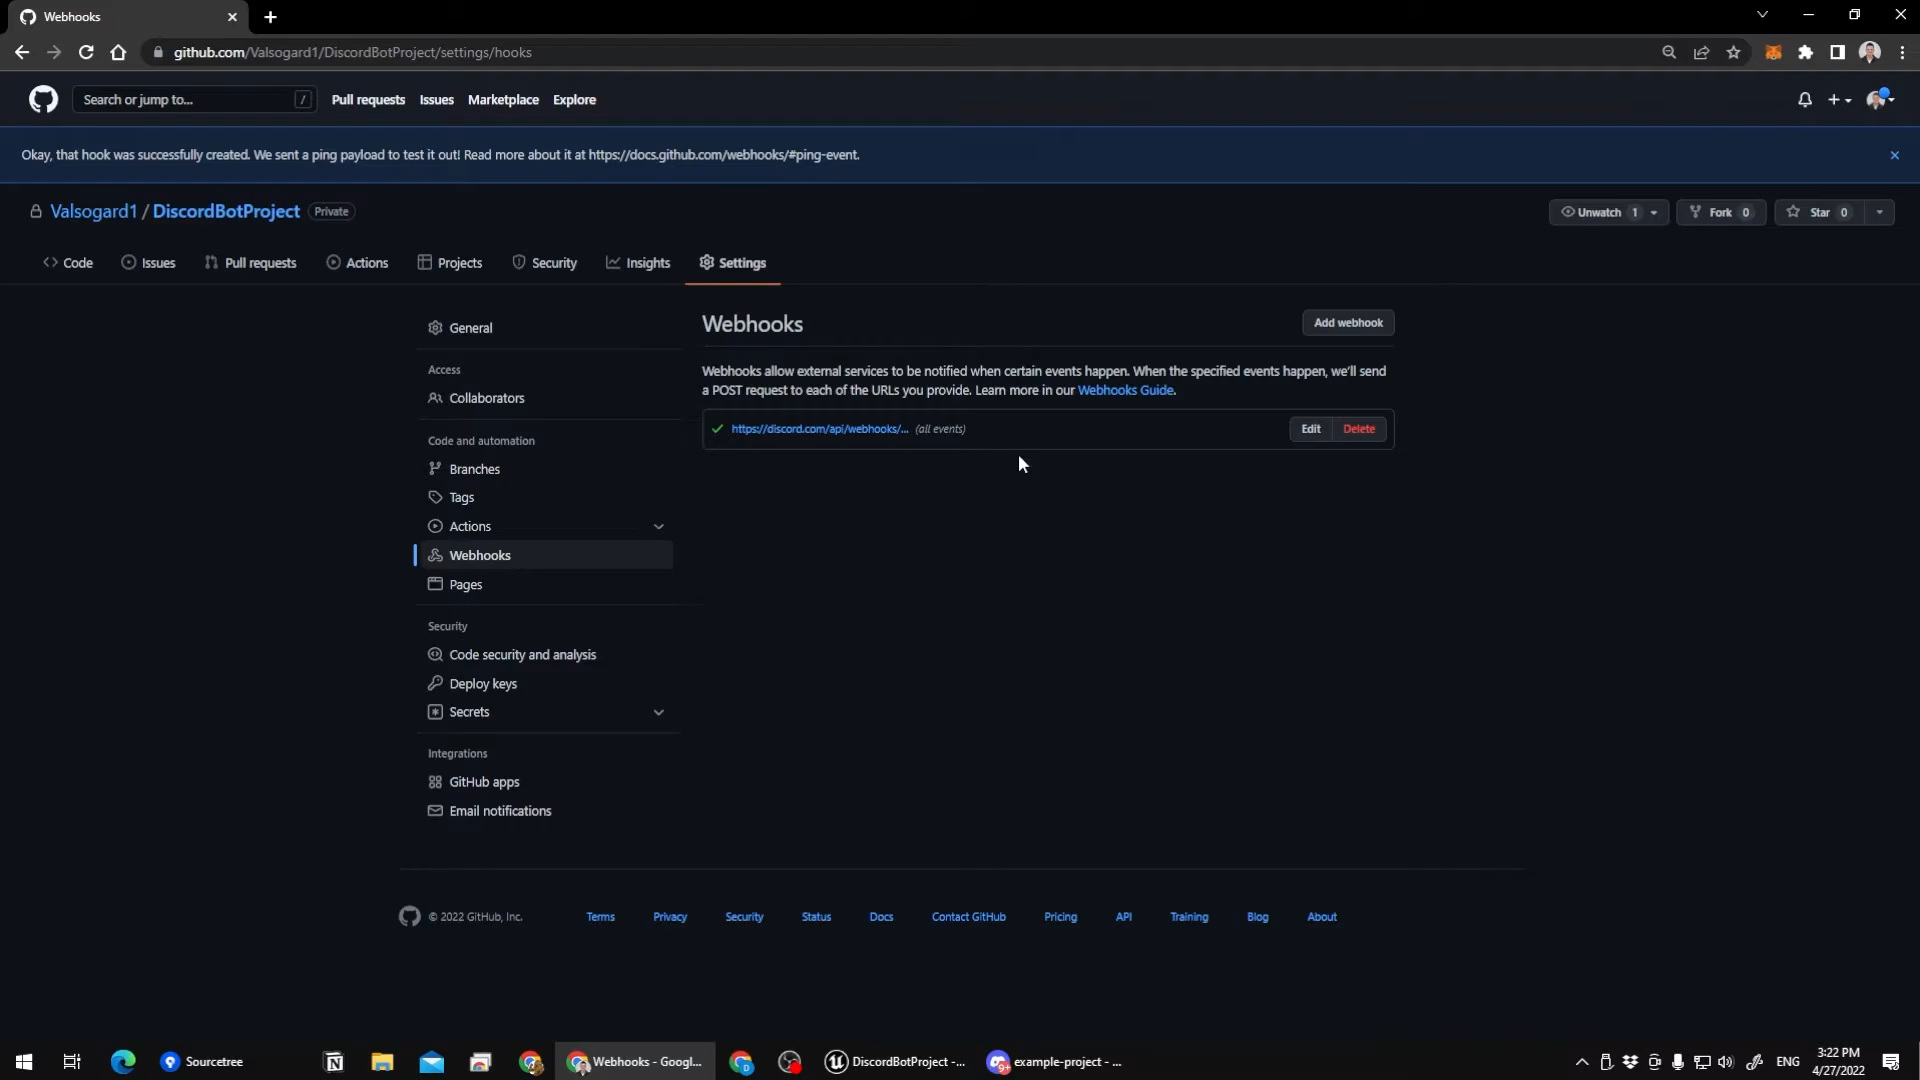 Webhooks
github.com/Valsogard1/DiscordBotProject/settings/hooks
Search or jump to... /
Pull requests Issues Marketplace Explore
Okay, that hook was successfully created. We sent a ping payload to test it out! Read more about it at https://docs.github.com/webhooks/#ping-event.
Valsogard1 / DiscordBotProject Private
Unwatch 1 Fork 0 Star 0
Code Issues Pull requests Actions Projects Security Insights Settings
General
Access
Collaborators
Code and automation
Branches
Tags
Actions
Webhooks
Pages
Security
Code security and analysis
Deploy keys
Secrets
Integrations
GitHub apps
Email notifications
Webhooks
Add webhook
Webhooks allow external services to be notified when certain events happen. When the specified events happen, we'll send
a POST request to each of the URLs you provide. Learn more in our Webhooks Guide.
https://discord.com/api/webhooks/... (all events)
Edit Delete
© 2022 GitHub, Inc. Terms Privacy Security Status Docs Contact GitHub Pricing API Training Blog About
Sourcetree
Webhooks - Googl...
DiscordBotProject -...
9+
example-project - ...
ENG
3:22 PM
4/27/2022